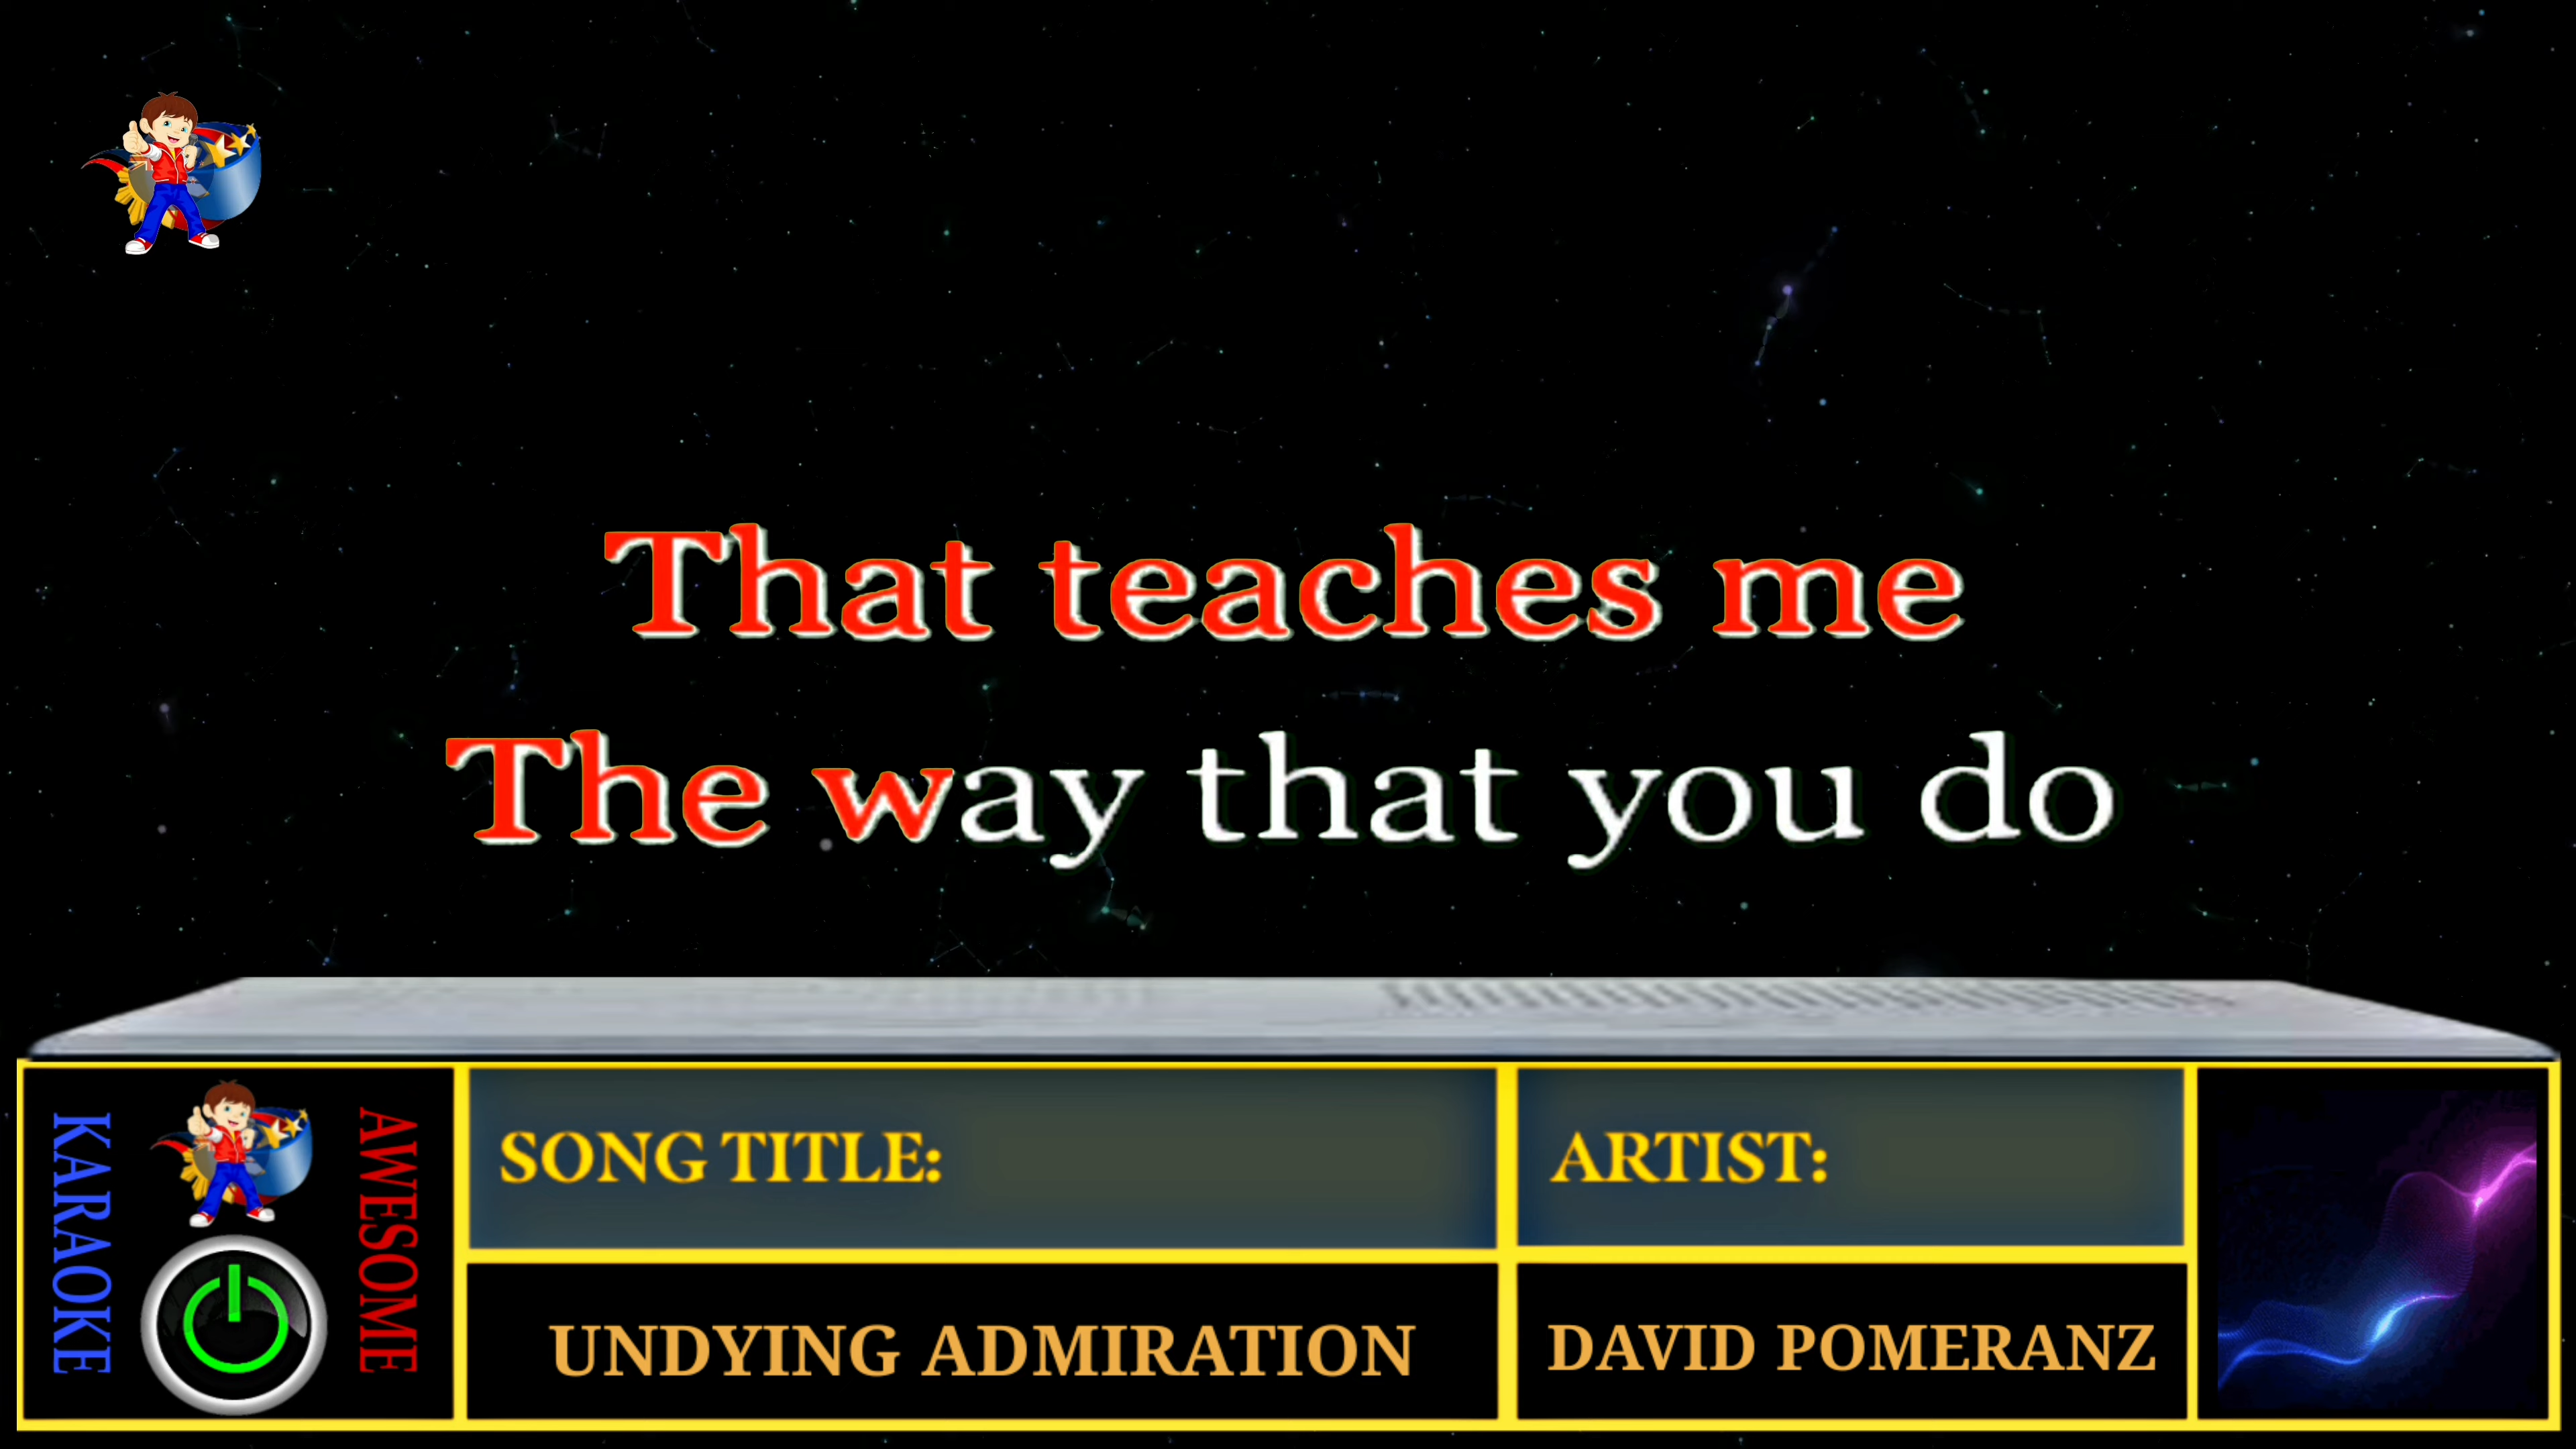 That teaches me
The way that you do
KARAOKE
AWESOME
SONG TITLE:
ARTIST:
UNDYING ADMIRATION
DAVID POMERANZ